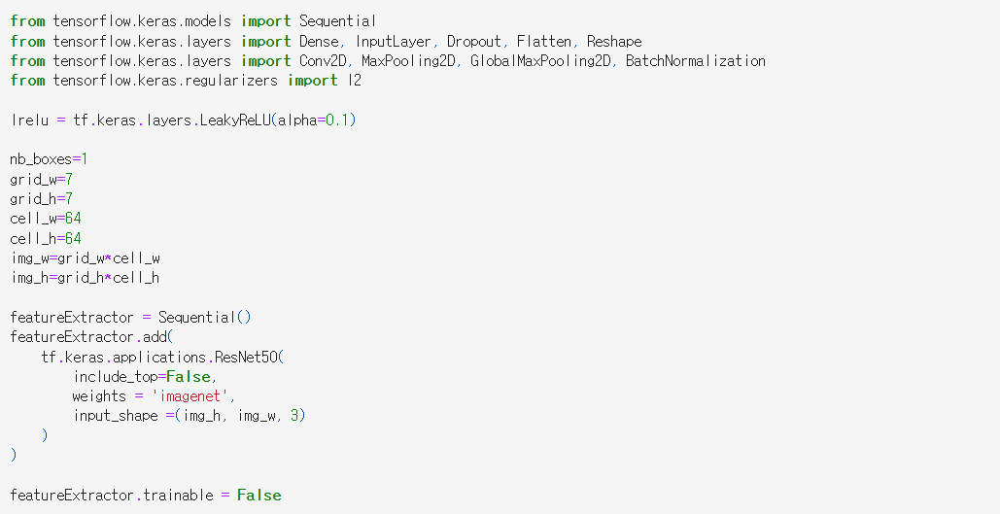 from tensorflow.keras.models import Sequential
from tensorflow.keras.layers import Dense, InputLayer, Dropout, Flatten, Reshape
from tensorflow.keras.layers import Conv2D, MaxPooling2D, GlobalMaxPooling2D, BatchNormalization
from tensorflow.keras.regularizers import l2

lrelu = tf.keras.layers.LeakyReLU(alpha=0.1)

nb_boxes=1
grid_w=7
grid_h=7
cell_w=64
cell_h=64
img_w=grid_w*cell_w
img_h=grid_h*cell_h

featureExtractor = Sequential()
featureExtractor.add(
    tf.keras.applications.ResNet50(
        include_top=False,
        weights = 'imagenet',
        input_shape =(img_h, img_w, 3)
    )
)

featureExtractor.trainable = False